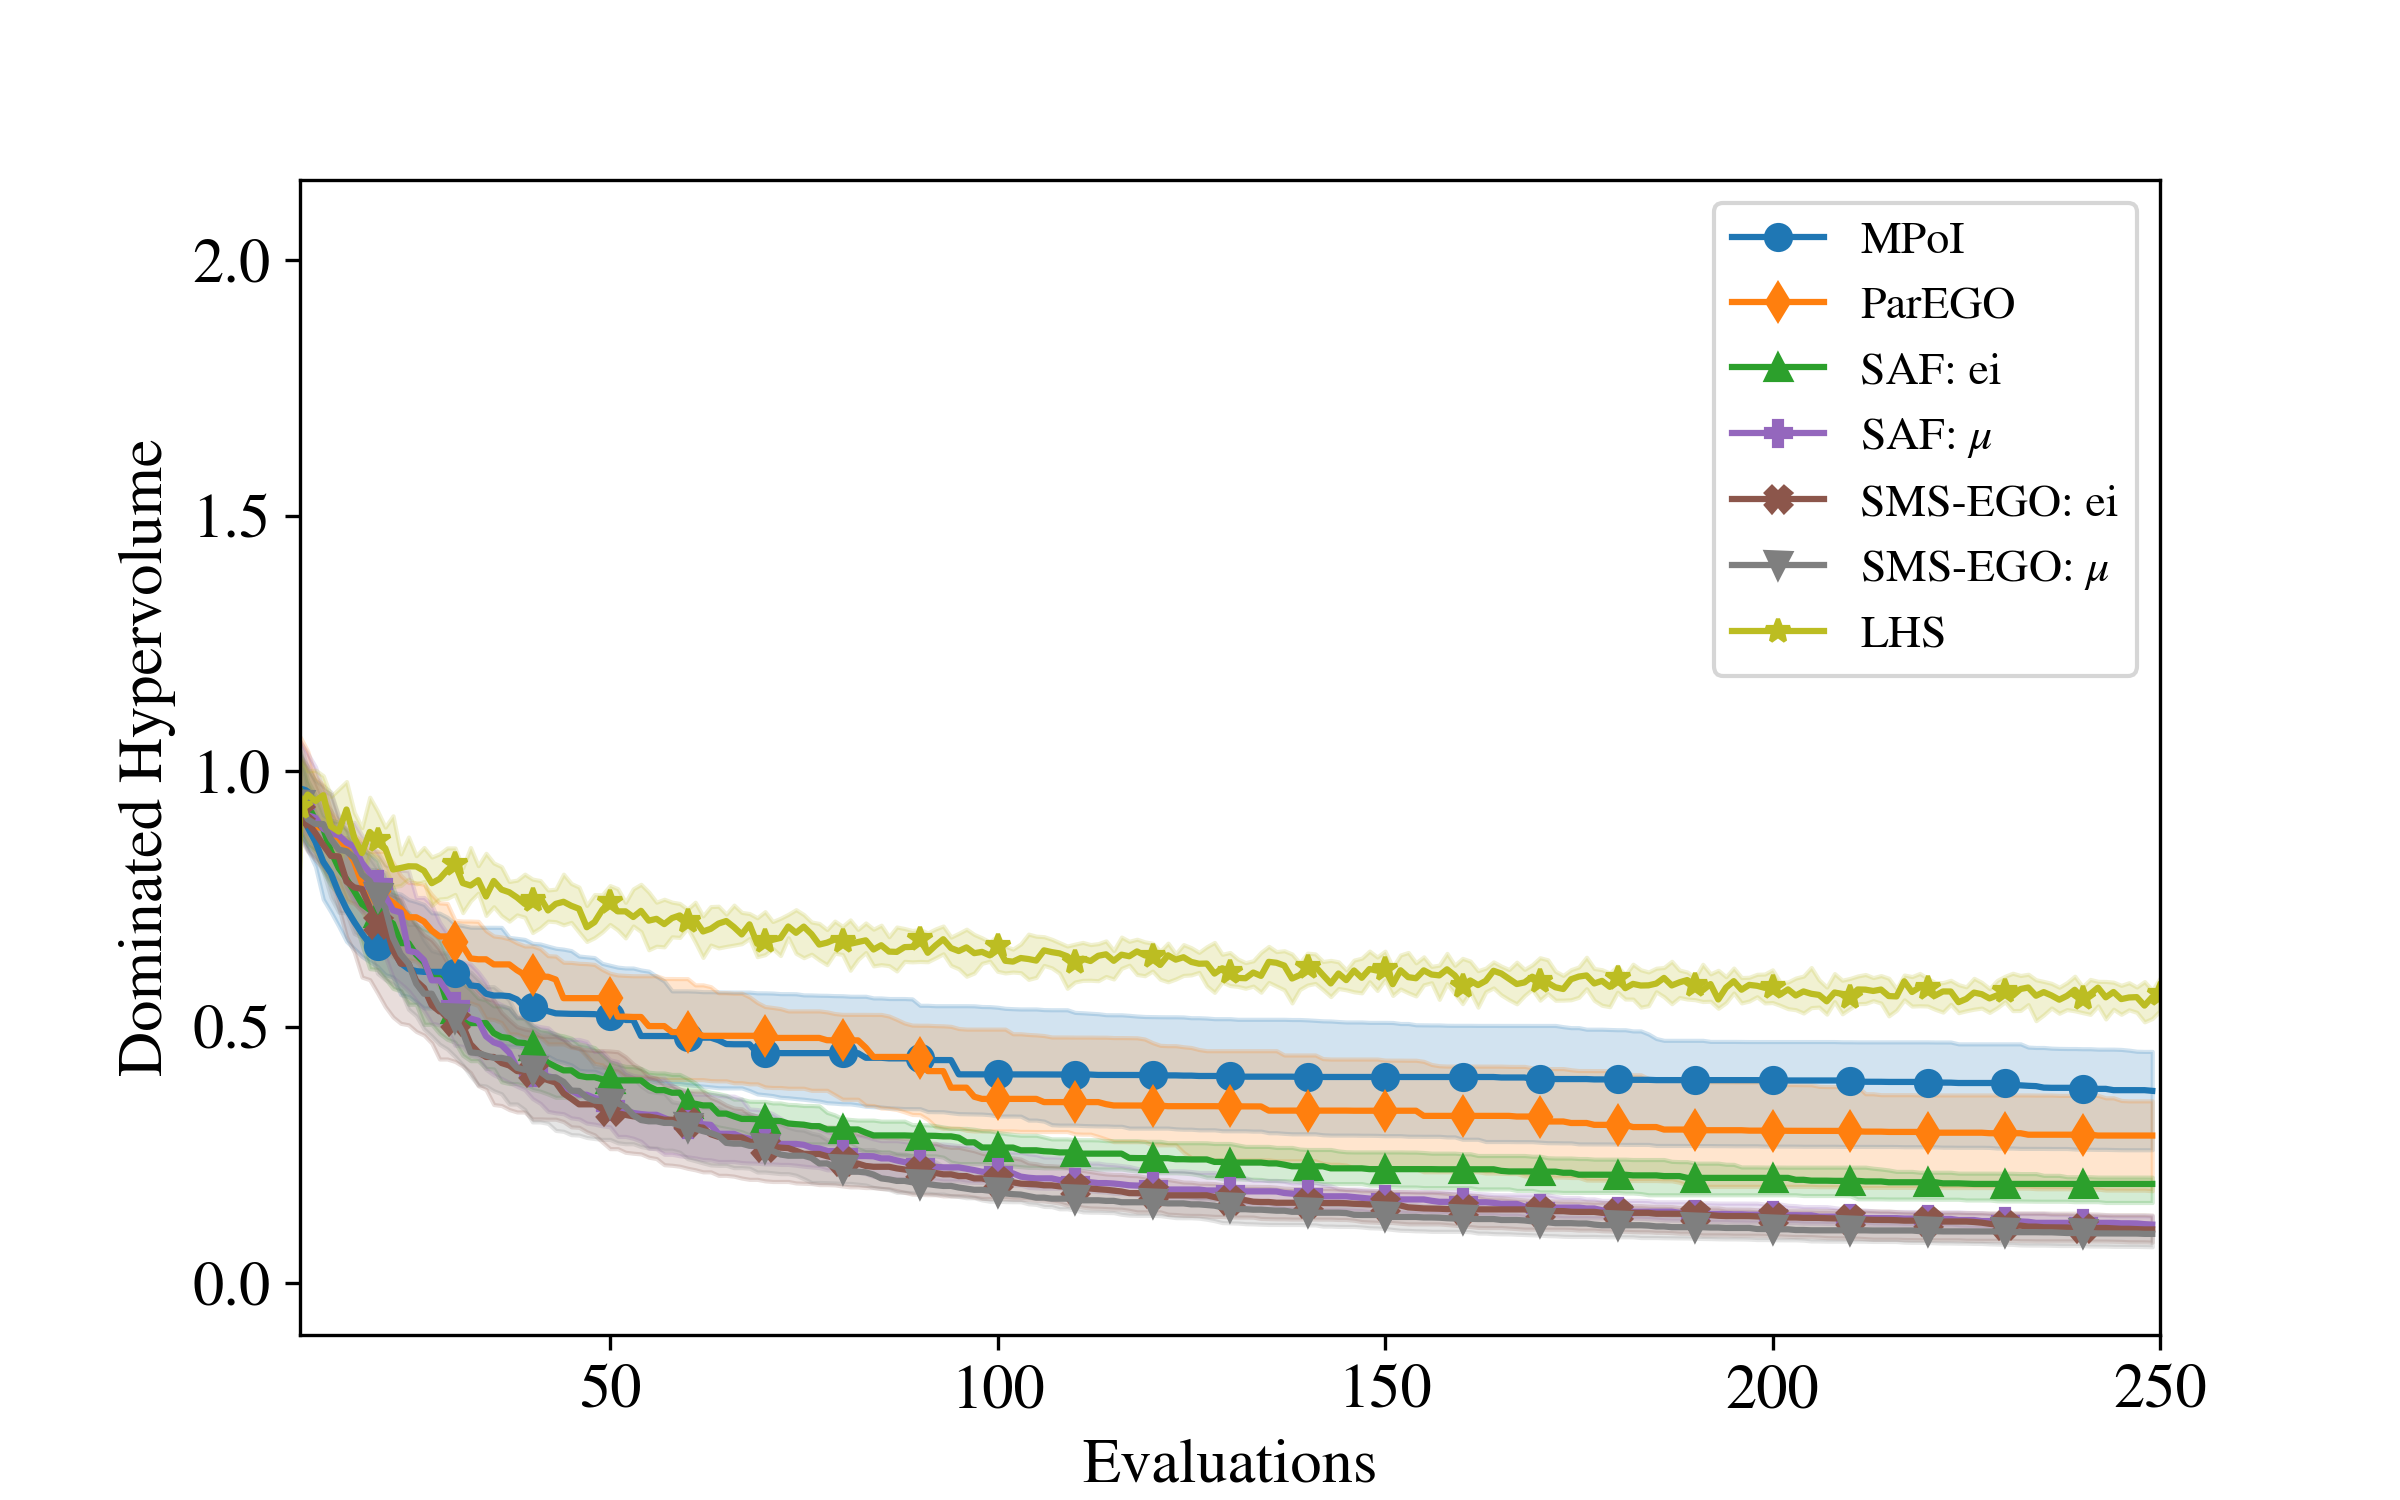 2.0
1.5
1.0
0.5
0.0
Dominated Hypervolume
MPoI
ParEGO
SAF: ei
SAF: μ
SMS-EGO: ei
SMS-EGO: μ
LHS
50 100 150 200 250
Evaluations